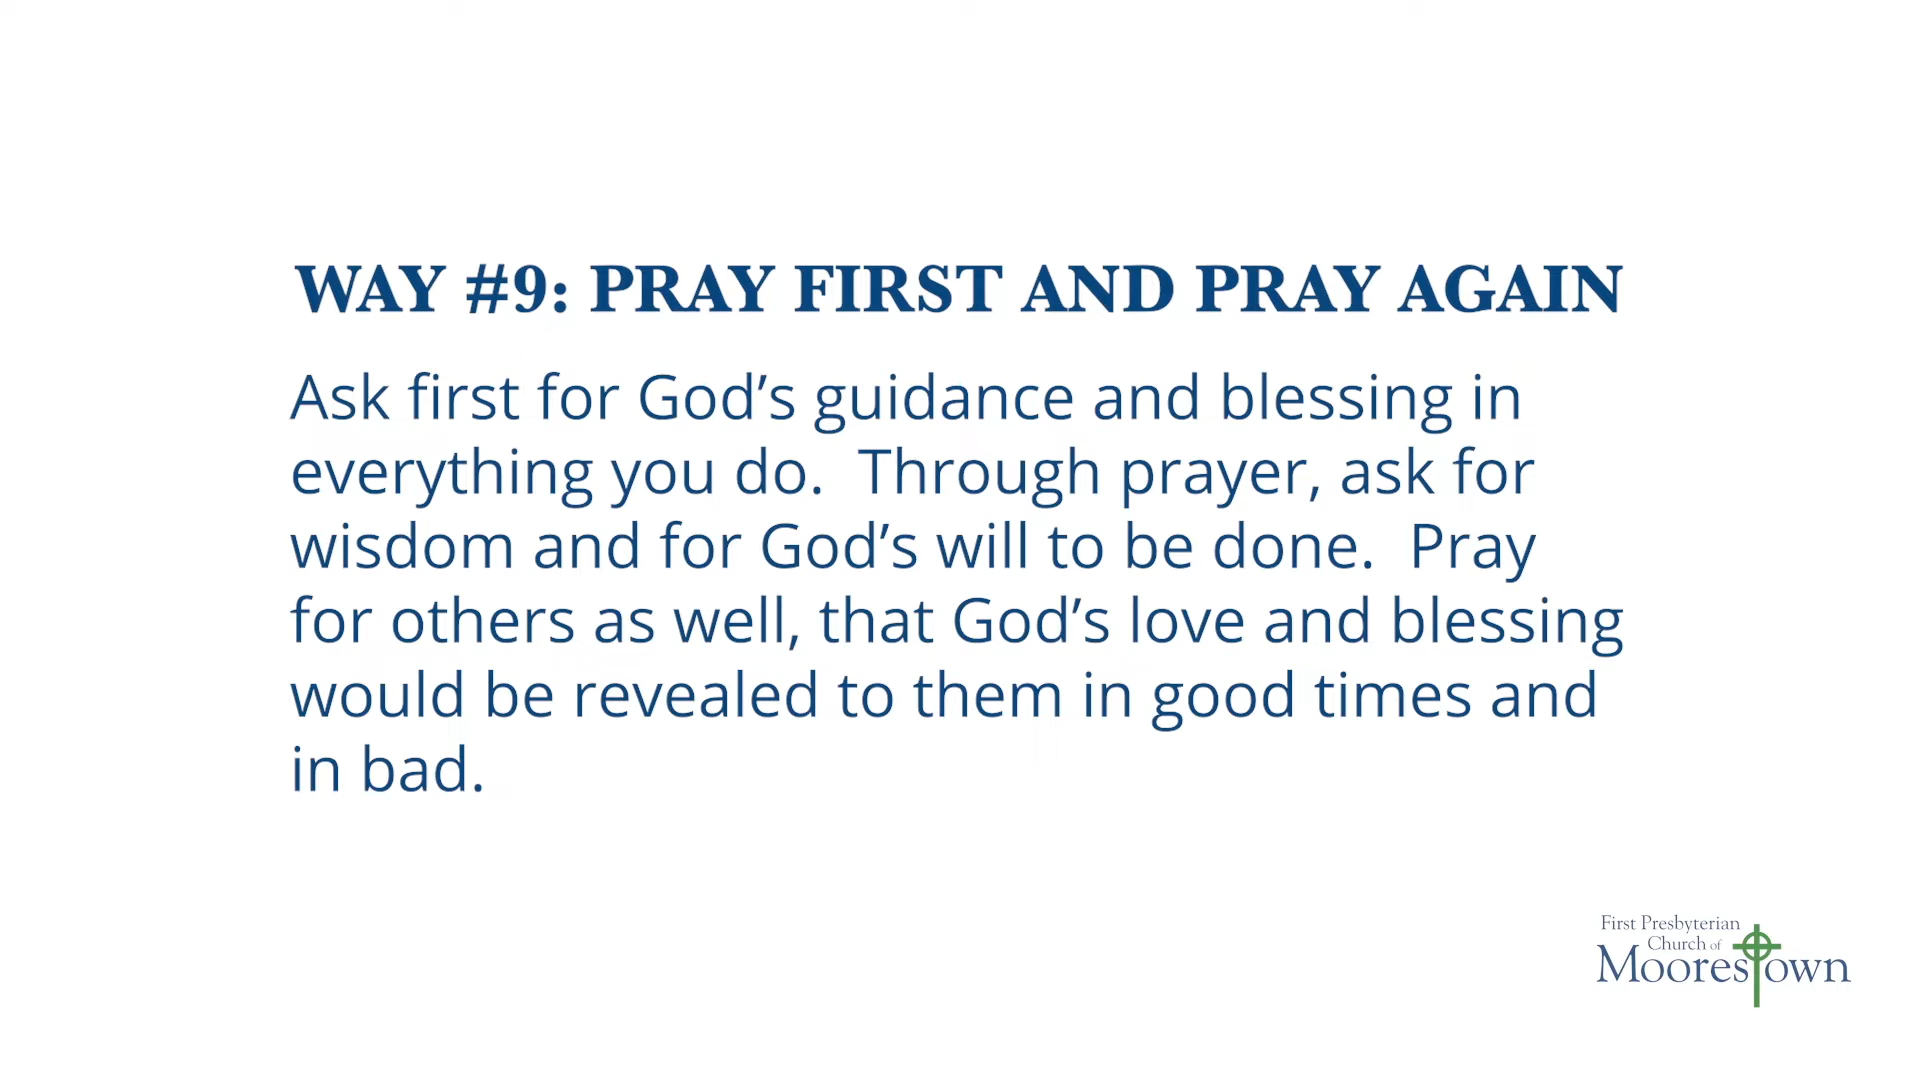 WAY #9: PRAY FIRST AND PRAY AGAIN
Ask first for God’s guidance and blessing in
everything you do.  Through prayer, ask for
wisdom and for God’s will to be done.  Pray
for others as well, that God’s love and blessing
would be revealed to them in good times and
in bad.
First Presbyterian
Church of
Moorestown